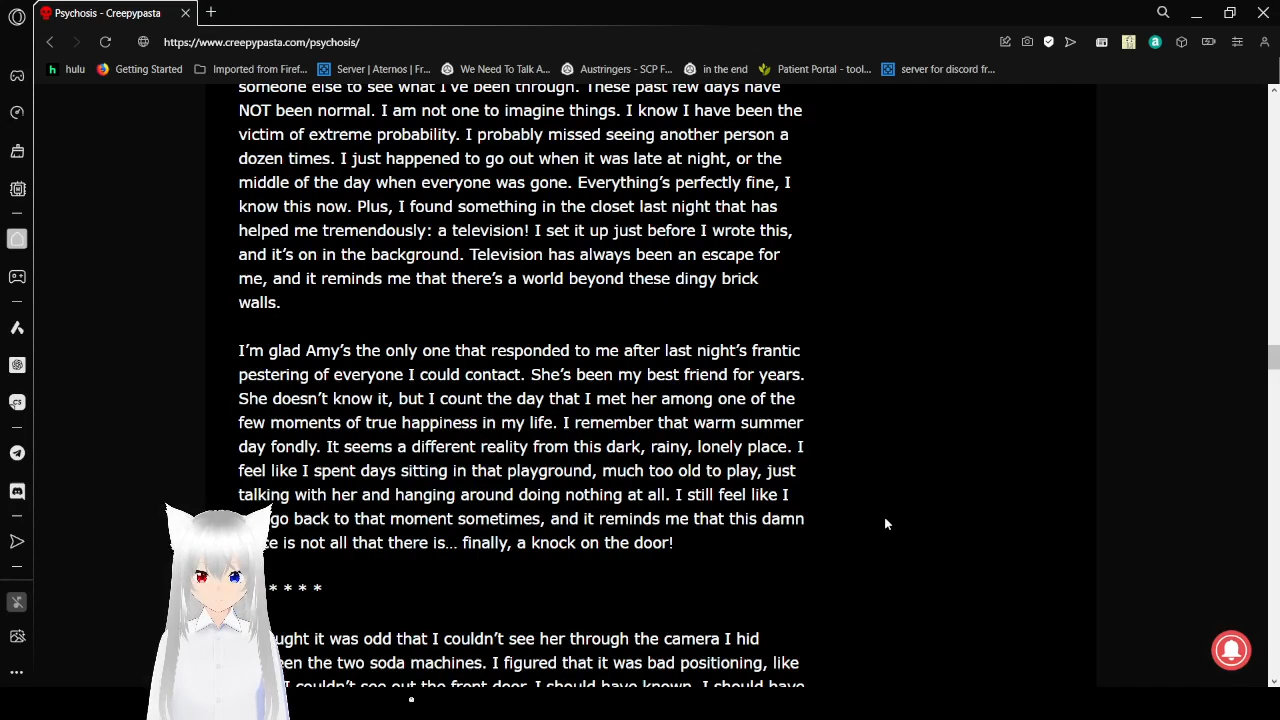 Psychosis - Creepypasta
https://www.creepypasta.com/psychosis/
hulu
Getting Started
Imported from Firef...
Server | Aternos | Fr...
We Need To Talk A...
Austringers - SCP F...
in the end
Patient Portal - tool...
server for discord fr...
someone else to see what I've been through. These past few days have
NOT been normal. I am not one to imagine things. I know I have been the
victim of extreme probability. I probably missed seeing another person a
dozen times. I just happened to go out when it was late at night, or the
middle of the day when everyone was gone. Everything's perfectly fine, I
know this now. Plus, I found something in the closet last night that has
helped me tremendously: a television! I set it up just before I wrote this,
and it's on in the background. Television has always been an escape for
me, and it reminds me that there's a world beyond these dingy brick
walls.
I'm glad Amy's the only one that responded to me after last night's frantic
pestering of everyone I could contact. She's been my best friend for years.
She doesn't know it, but I count the day that I met her among one of the
few moments of true happiness in my life. I remember that warm summer
day fondly. It seems a different reality from this dark, rainy, lonely place. I
feel like I spent days sitting in that playground, much too old to play, just
talking with her and hanging around doing nothing at all. I still feel like I
go back to that moment sometimes, and it reminds me that this damn
is not all that there is... finally, a knock on the door!
* * * *
it was odd that I couldn't see her through the camera I hid
the two soda machines. I figured that it was bad positioning, like
I couldn't see out the front door. I should have known. I should have